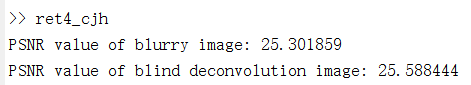 >> ret4_cjh
PSNR value of blurry image: 25.301859
PSNR value of blind deconvolution image: 25.588444